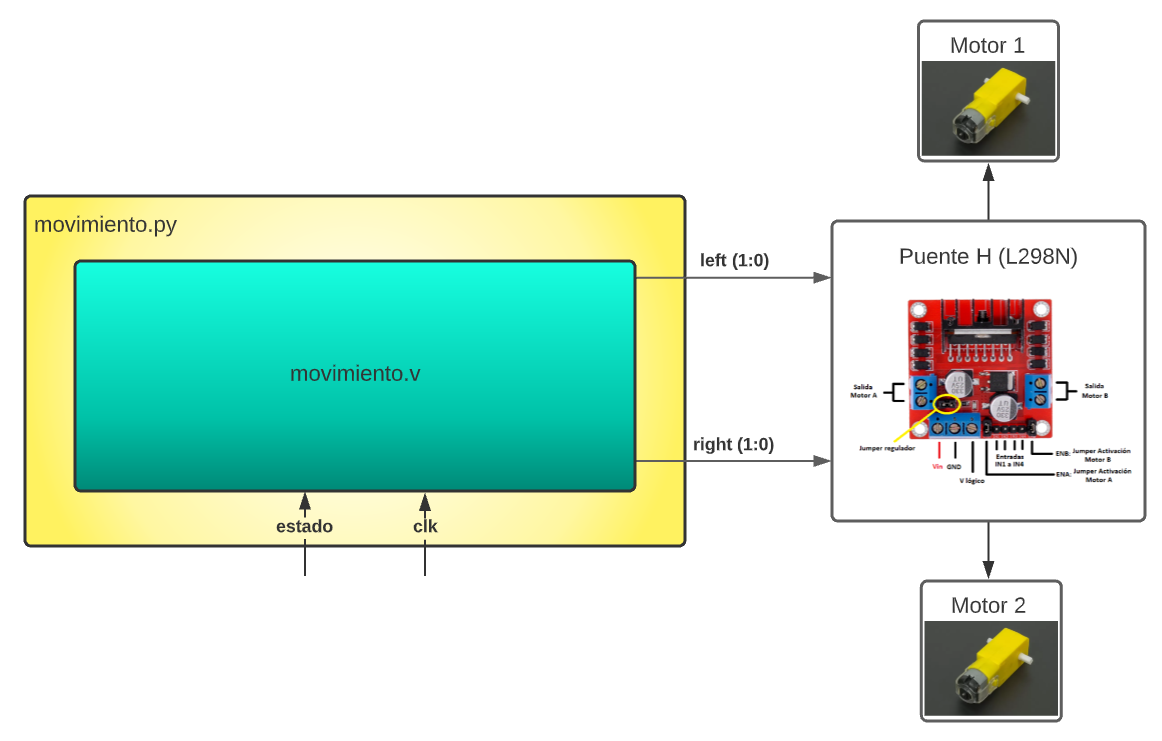 Motor 1
movimiento.py
movimiento.v
estado
clk
left (1:0)
right (1:0)
Puente H (L298N)
Salida
Motor A
Salida
Motor B
Jumper regulador
Vin
GND
V lógico
Entradas
IN1 a IN4
ENB: Jumper Activación
Motor B
ENA: Jumper Activación
Motor A
Motor 2